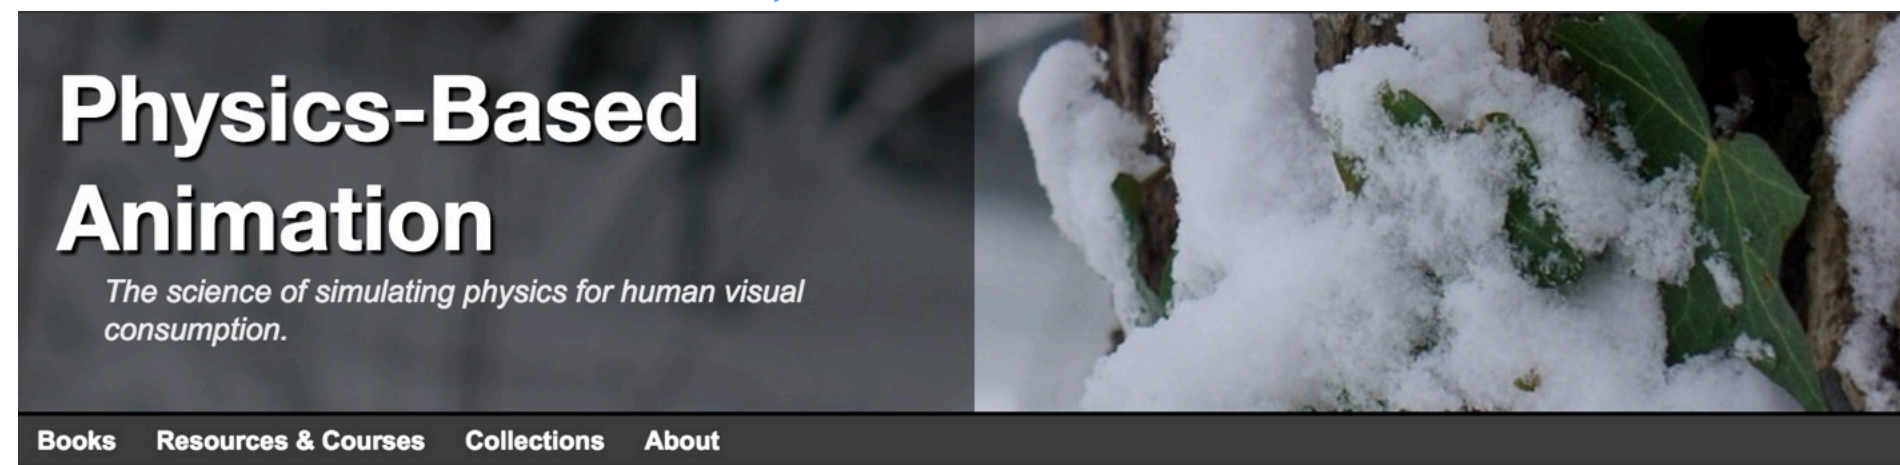 Physics-Based
Animation
The science of simulating physics for human visual
consumption.
Books Resources & Courses Collections About